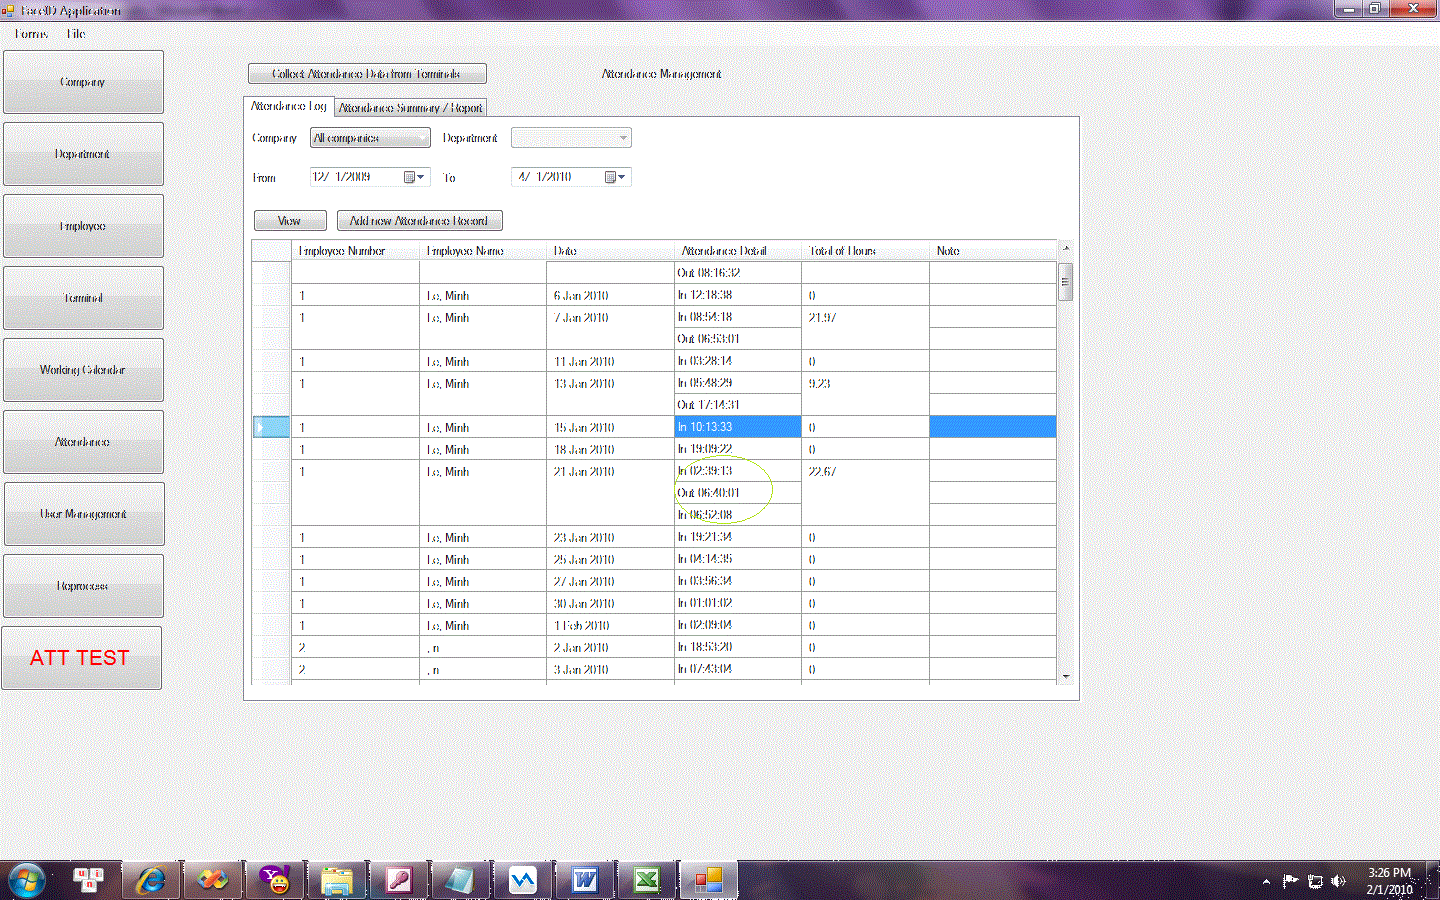 FaceID Application
Forms File
Company
Department
Employee
Terminal
Working Calendar
Attendance
User Management
Reprocess
ATT TEST
Collect Attendance Data from Terminals
Attendance Management
Attendance Log Attendance Summary / Report
Company All companies Department
From 12/ 1/2009 To 4/ 1/2010
View Add new Attendance Record
Employee Number Employee Name Date Attendance Detail Total of Hours Note
Out 08:16:32
1 Le, Minh 6 Jan 2010 In 12:18:38 0
1 Le, Minh 7 Jan 2010 In 08:54:18 21.97
Out 06:53:01
1 Le, Minh 11 Jan 2010 In 03:28:14 0
1 Le, Minh 13 Jan 2010 In 05:48:29 9.23
Out 17:14:31
1 Le, Minh 15 Jan 2010 In 10:13:33 0
1 Le, Minh 18 Jan 2010 In 19:09:22 0
1 Le, Minh 21 Jan 2010 In 02:39:13 22.67
Out 06:40:01
In 06:52:08
1 Le, Minh 23 Jan 2010 In 19:21:34 0
1 Le, Minh 25 Jan 2010 In 04:14:35 0
1 Le, Minh 27 Jan 2010 In 03:56:34 0
1 Le, Minh 30 Jan 2010 In 01:01:02 0
1 Le, Minh 1 Feb 2010 In 02:09:04 0
2 , n 2 Jan 2010 In 18:53:20 0
2 , n 3 Jan 2010 In 07:43:04 0
3:26 PM
2/1/2010